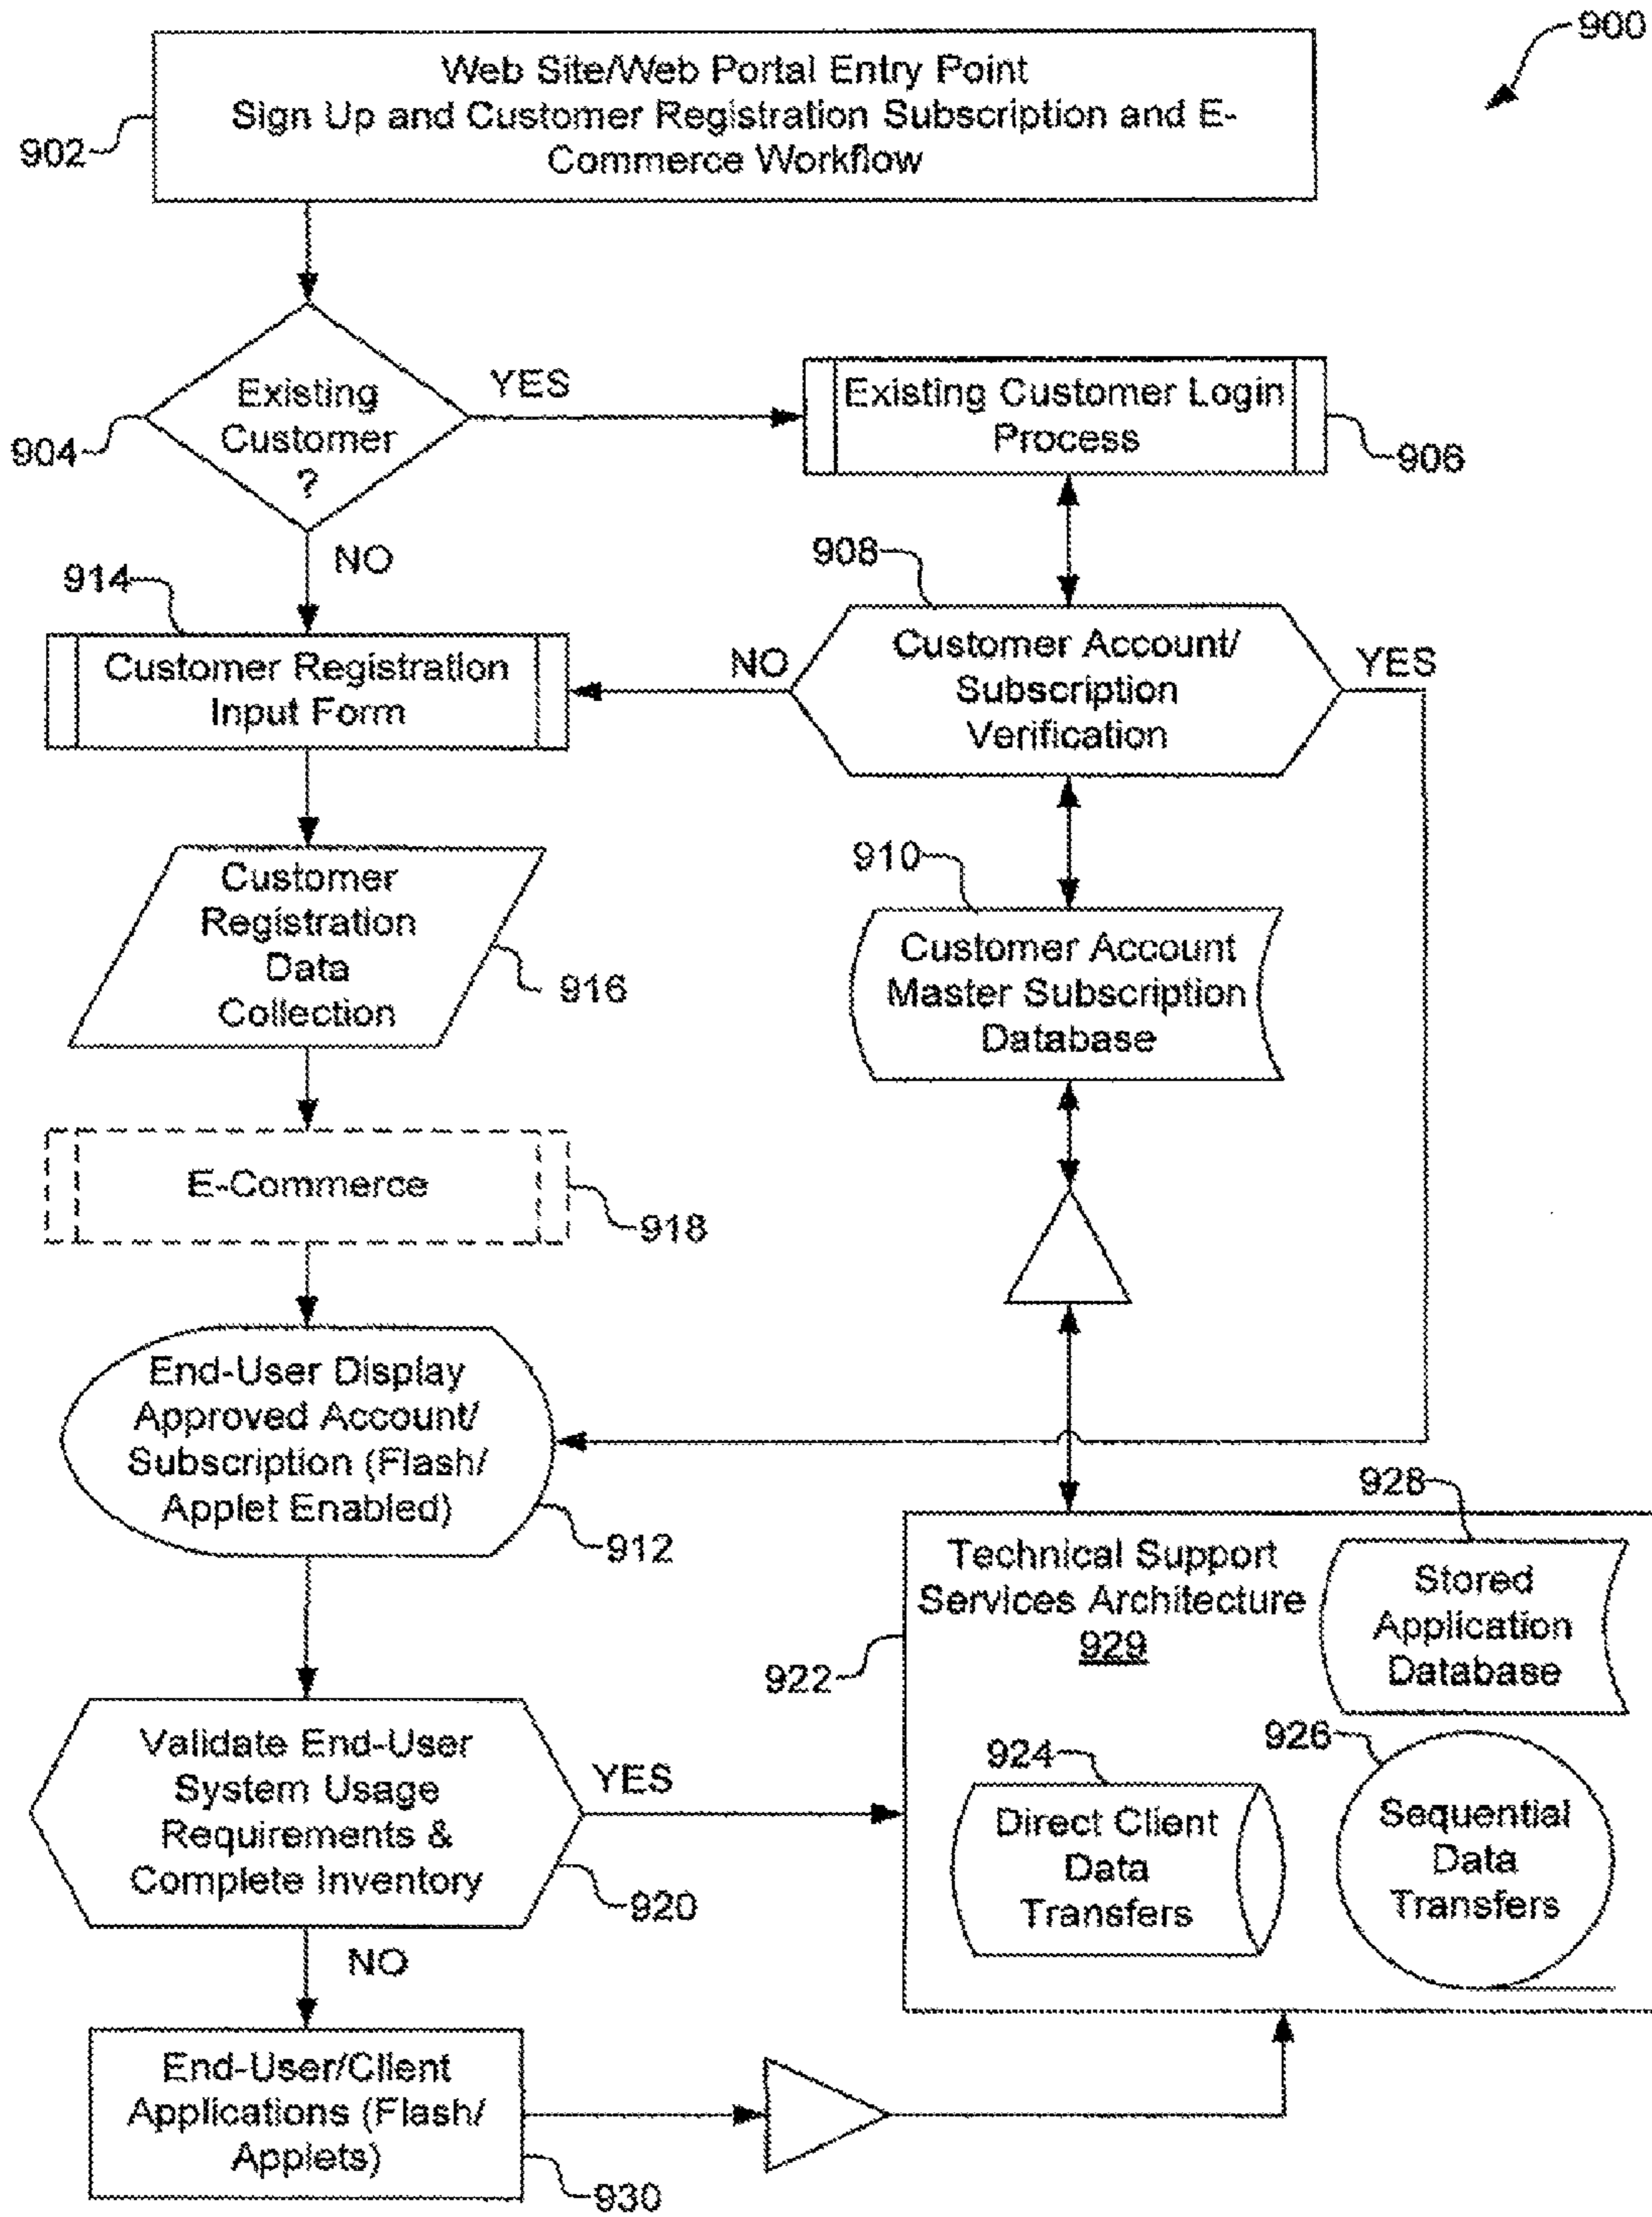 900
Web Site/Web Portal Entry Point
Sign Up and Customer Registration Subscription and E-
Commerce Workflow
902
Existing
Customer
?
904
YES
Existing Customer Login
Process
906
NO
914
Customer Registration
Input Form
908
NO
Customer Account/
Subscription
Verification
YES
Customer
Registration
Data
Collection
916
910
Customer Account
Master Subscription
Database
E-Commerce
918
End-User Display
Approved Account/
Subscription (Flash/
Applet Enabled)
912
Technical Support
Services Architecture
929
922
928
Stored
Application
Database
Validate End-User
System Usage
Requirements &
Complete Inventory
920
YES
924
Direct Client
Data
Transfers
926
Sequential
Data
Transfers
NO
End-User/Client
Applications (Flash/
Applets)
930